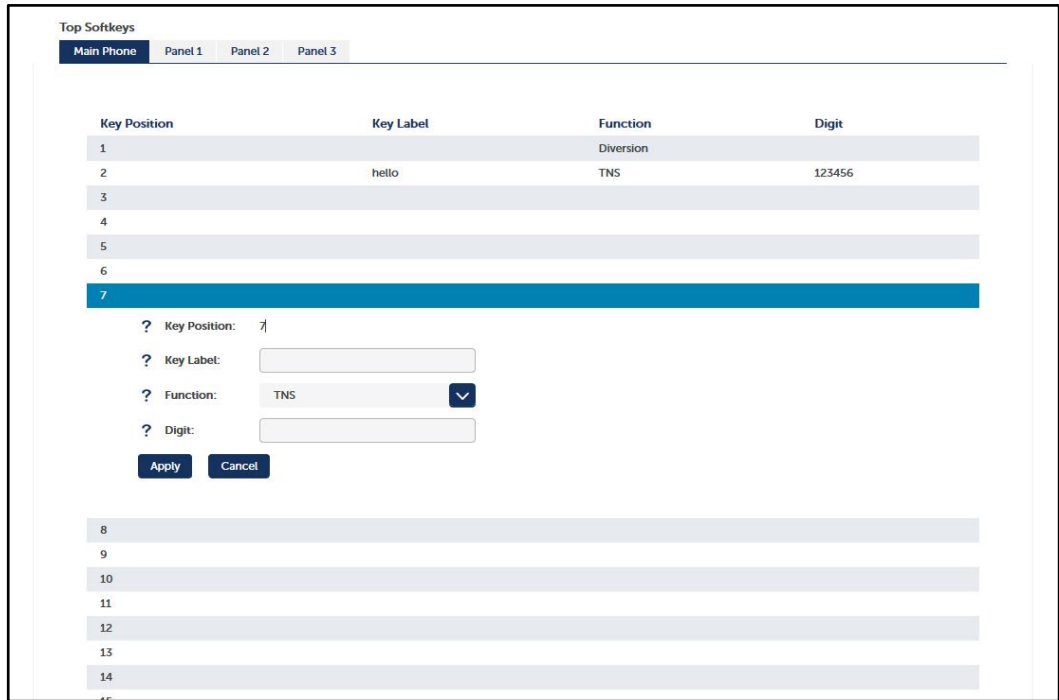 Top Softkeys
Main Phone Panel 1 Panel 2 Panel 3
Key Position Key Label Function Digit
1 Diversion
2 hello TNS 123456
3
4
5
6
7
? Key Position: 7
? Key Label:
? Function: TNS
? Digit:
Apply Cancel
8
9
10
11
12
13
14